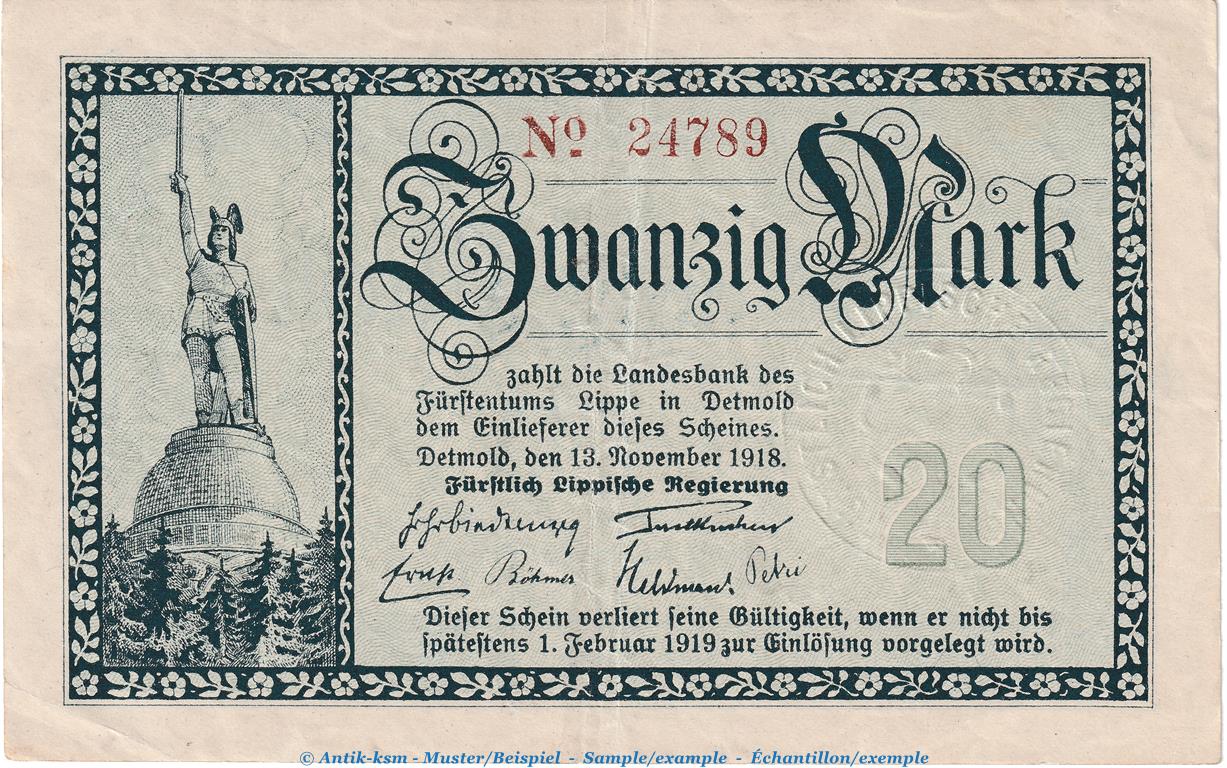 Nº 24789
Zwanzig Mark
zahlt die Landesbank des
Fürstentums Lippe in Detmold
dem Einlieferer dieses Scheines.
Detmold, den 13. November 1918.
Fürstlich Lippische Regierung
Ernst Böhmer Heldmann. Petri
20
Dieser Schein verliert seine Gültigkeit, wenn er nicht bis
spätestens 1. Februar 1919 zur Einlösung vorgelegt wird.
© Antik-ksm - Muster/Beispiel - Sample/example - Échantillon/exemple